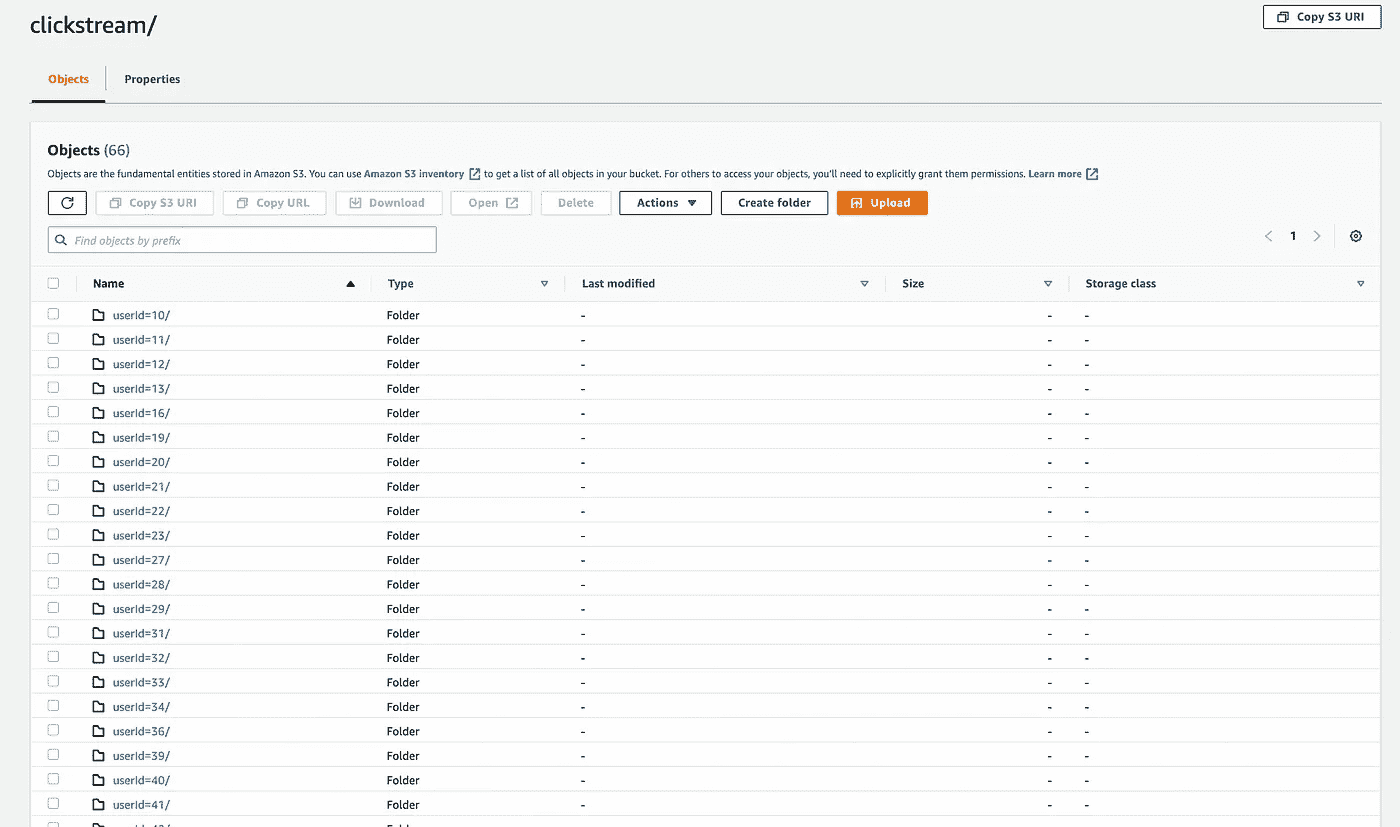 clickstream/
Copy S3 URI
Objects Properties
Objects (66)
Objects are the fundamental entities stored in Amazon S3. You can use Amazon S3 inventory to get a list of all objects in your bucket. For others to access your objects, you'll need to explicitly grant them permissions. Learn more
Copy S3 URI Copy URL Download Open Delete Actions Create folder Upload
Find objects by prefix
1
Name Type Last modified Size Storage class
userId=10/ Folder - - -
userId=11/ Folder - - -
userId=12/ Folder - - -
userId=13/ Folder - - -
userId=16/ Folder - - -
userId=19/ Folder - - -
userId=20/ Folder - - -
userId=21/ Folder - - -
userId=22/ Folder - - -
userId=23/ Folder - - -
userId=27/ Folder - - -
userId=28/ Folder - - -
userId=29/ Folder - - -
userId=31/ Folder - - -
userId=32/ Folder - - -
userId=33/ Folder - - -
userId=34/ Folder - - -
userId=36/ Folder - - -
userId=39/ Folder - - -
userId=40/ Folder - - -
userId=41/ Folder - - -